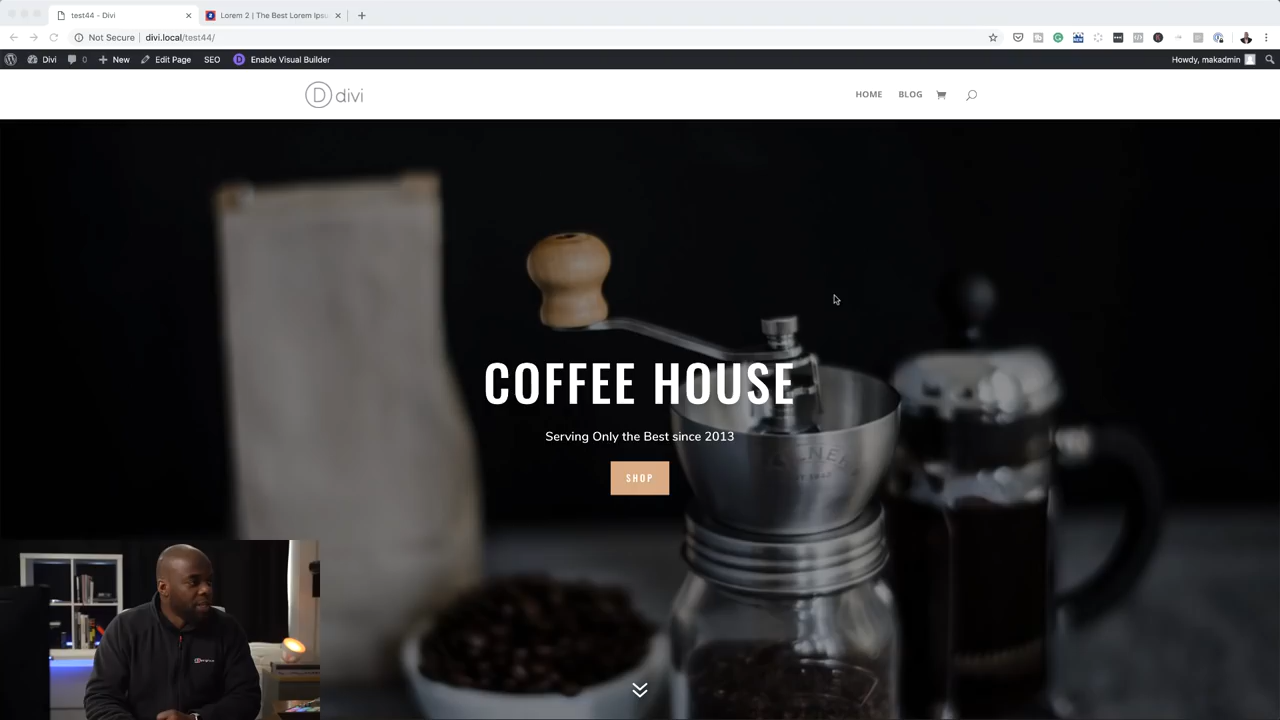 test44 - Divi
Lorem 2 | The Best Lorem Ipsu
Not Secure divi.local/test44/
Divi 0 New Edit Page SEO Enable Visual Builder Howdy, makadmin
D divi HOME BLOG
COFFEE HOUSE
Serving Only the Best since 2013
SHOP